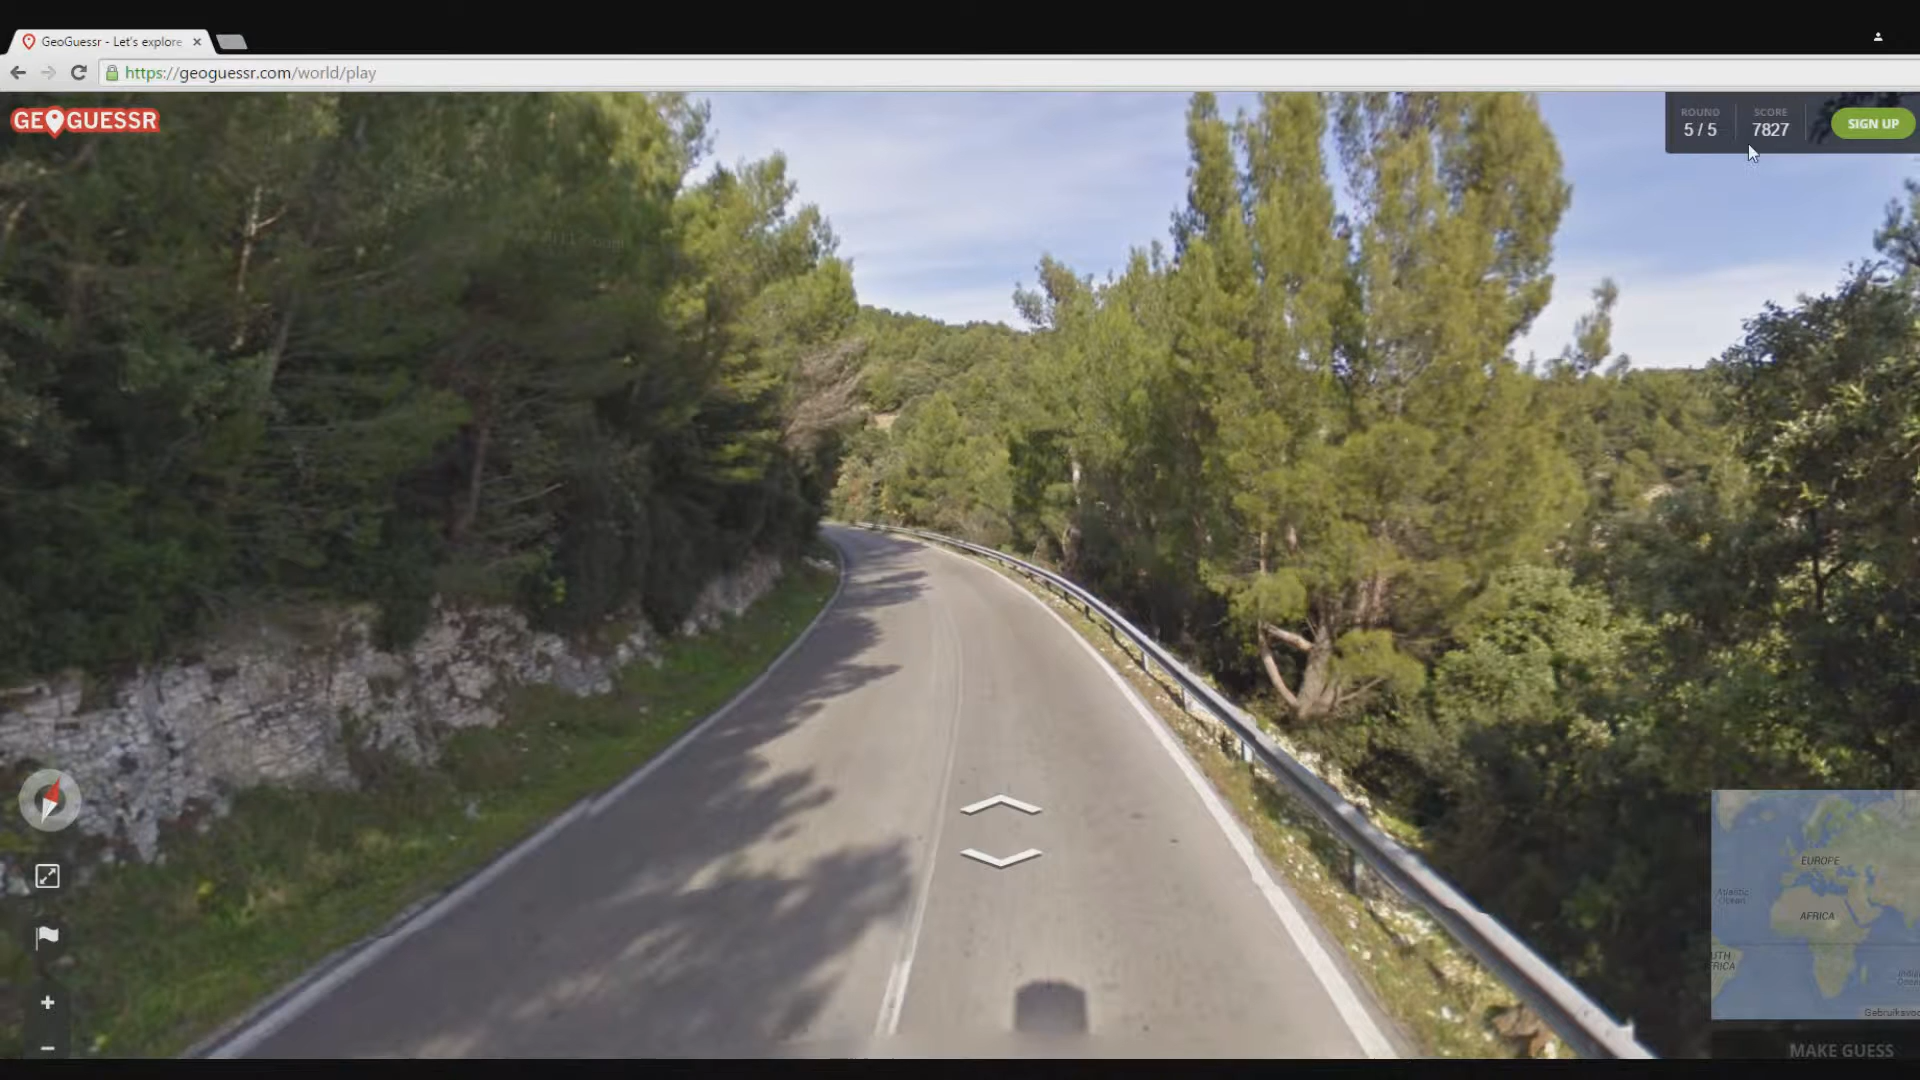 GeoGuessr - Let's explore
https://geoguessr.com/world/play
GEOGUESSR
ROUND
5 / 5
SCORE
7827
SIGN UP
EUROPE
Atlantic
Ocean
AFRICA
MAKE GUESS